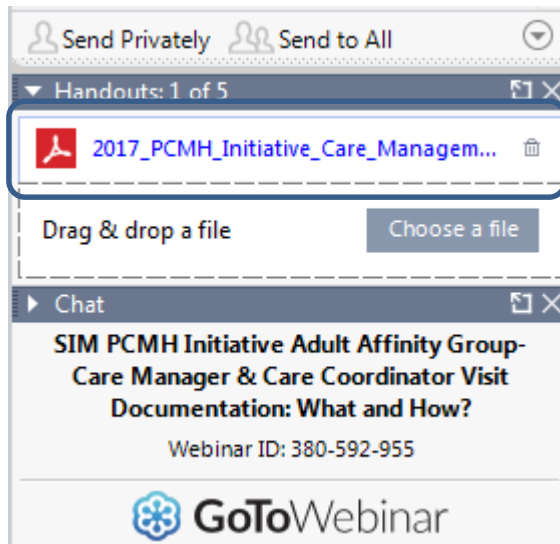 Send Privately Send to All
Handouts: 1 of 5
2017_PCMH_Initiative_Care_Managem...
Drag & drop a file Choose a file
Chat
SIM PCMH Initiative Adult Affinity Group-
Care Manager & Care Coordinator Visit
Documentation: What and How?
Webinar ID: 380-592-955
GoToWebinar